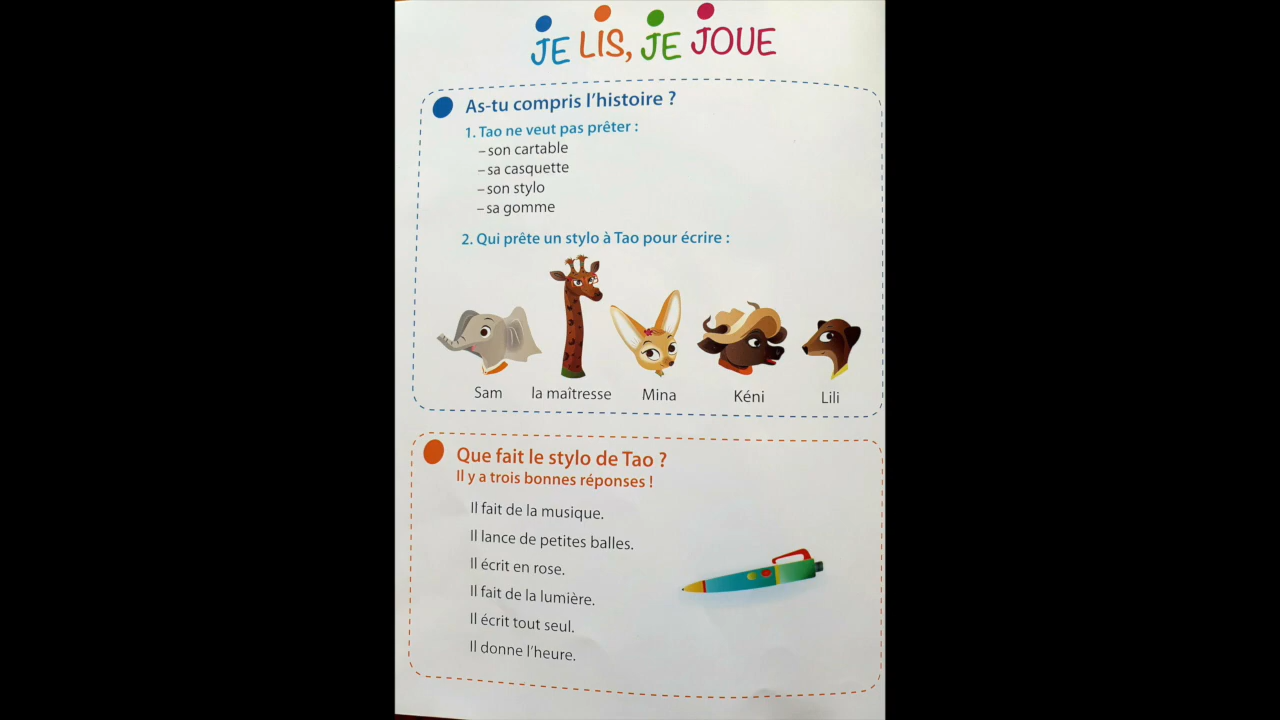 JE LIS, JE JOUE
As-tu compris l'histoire ?
1. Tao ne veut pas prêter :
– son cartable
– sa casquette
– son stylo
– sa gomme
2. Qui prête un stylo à Tao pour écrire :
Sam la maîtresse Mina Kéni Lili
Que fait le stylo de Tao ?
Il y a trois bonnes réponses !
Il fait de la musique.
Il lance de petites balles.
Il écrit en rose.
Il fait de la lumière.
Il écrit tout seul.
Il donne l'heure.